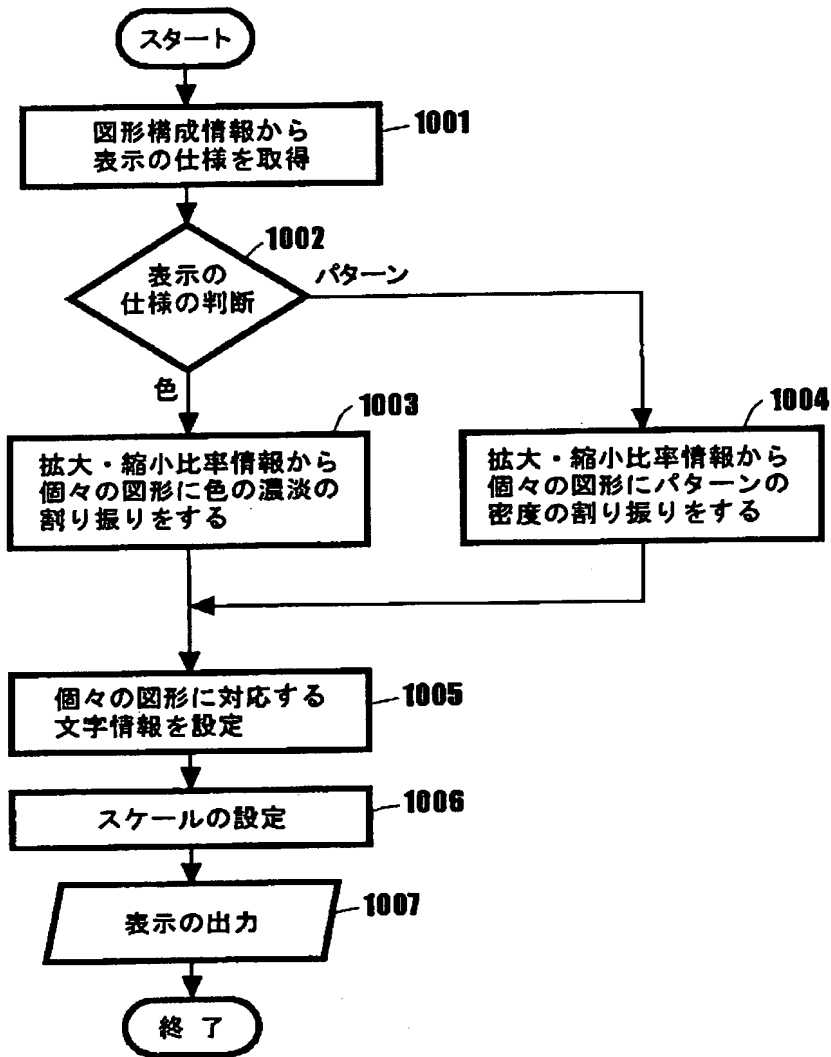 スタート
図形構成情報から
表示の仕様を取得
1001
1002
表示の
仕様の判断
パターン
色
1003
拡大・縮小比率情報から
個々の図形に色の濃淡の
割り振りをする
1004
拡大・縮小比率情報から
個々の図形にパターンの
密度の割り振りをする
個々の図形に対応する
文字情報を設定
1005
スケールの設定
1006
表示の出力
1007
終了